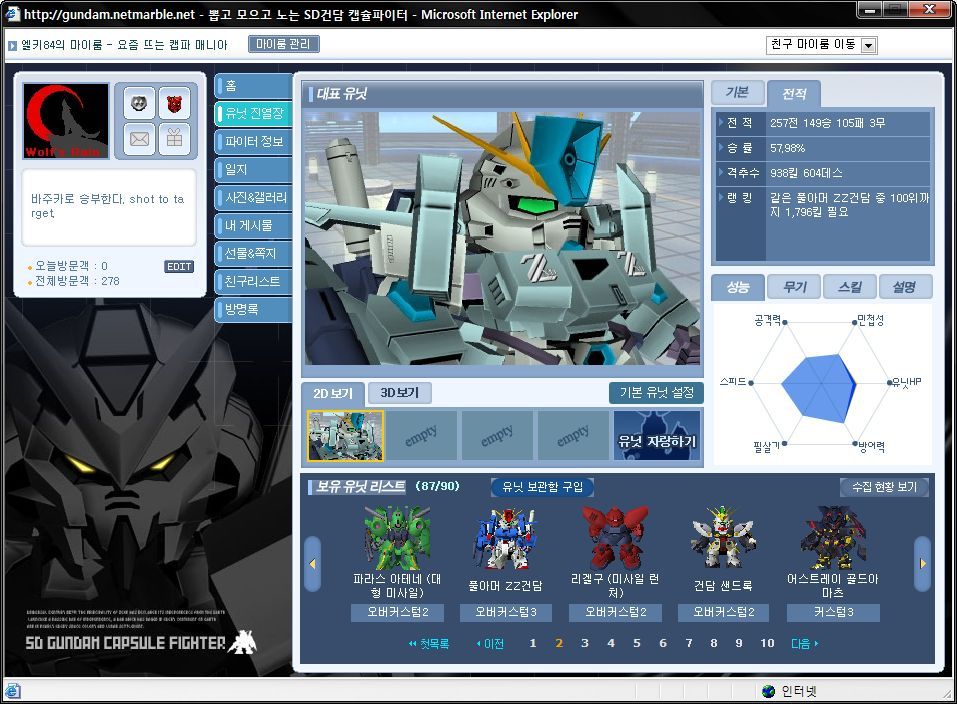 http://gundam.netmarble.net - 뽑고 모으고 노는 SD건담 캡슐파이터 - Microsoft Internet Explorer
엘키84의 마이룸 - 요즘 뜨는 캡파 매니아
마이룸 관리
친구 마이룸 이동
Wolf's Rain
바주카로 승부한다, shot to ta
rget,
오늘방문객 : 0
EDIT
전체방문객 : 278
홈
유닛 진열장
파이터 정보
일지
사진&갤러리
내 게시물
선물&쪽지
친구리스트
방명록
대표 유닛
2D 보기
3D 보기
기본 유닛 설정
empty
empty
empty
유닛 자랑하기
기본
전적
전 적
257전 149승 105패 3무
승 률
57,98%
격추수
938킬 604데스
랭 킹
같은 풀아머 ZZ건담 중 100위까
지 1,796킬 필요
성능
무기
스킬
설명
공격력
민첩성
스피드
유닛HP
필살기
방어력
보유 유닛 리스트 (87/90)
유닛 보관함 구입
수집 현황 보기
파라스 아테네 (대
형 미사일)
오버커스텀2
풀아머 ZZ건담
오버커스텀3
리겔구 (미사일 런
처)
오버커스텀2
건담 샌드록
오버커스텀2
어스트레이 골드아
마츠
커스텀3
첫목록
이전
1 2 3 4 5 6 7 8 9 10
다음
SD GUNDAM CAPSULE FIGHTER
인터넷